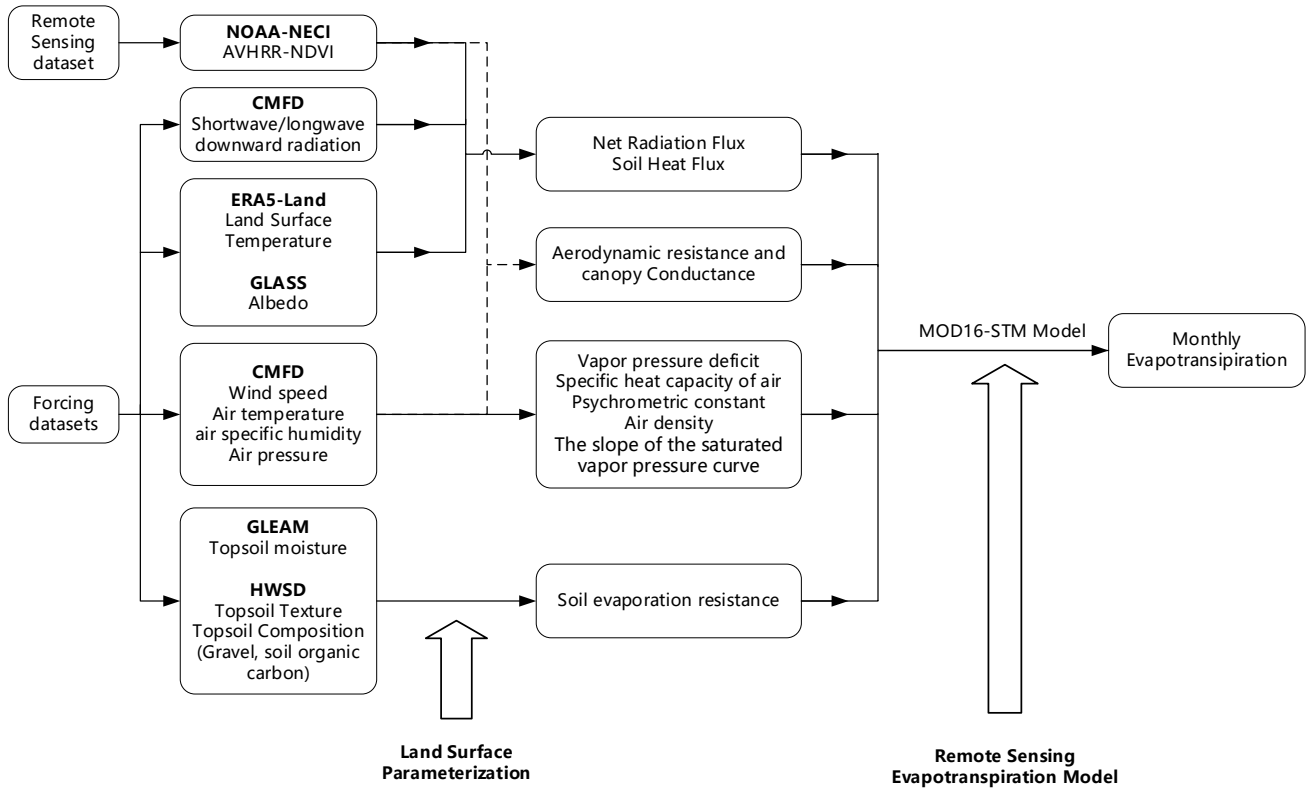 Remote
Sensing
dataset
NOAA-NECI
AVHRR-NDVI
CMFD
Shortwave/longwave
downward radiation
ERA5-Land
Land Surface
Temperature
GLASS
Albedo
Forcing
datasets
CMFD
Wind speed
Air temperature
air specific humidity
Air pressure
GLEAM
Topsoil moisture
HWSD
Topsoil Texture
Topsoil Composition
(Gravel, soil organic
carbon)
Net Radiation Flux
Soil Heat Flux
Aerodynamic resistance and
canopy Conductance
Vapor pressure deficit
Specific heat capacity of air
Psychrometric constant
Air density
The slope of the saturated
vapor pressure curve
Soil evaporation resistance
MOD16-STM Model
Monthly
Evapotransipiration
Land Surface
Parameterization
Remote Sensing
Evapotranspiration Model